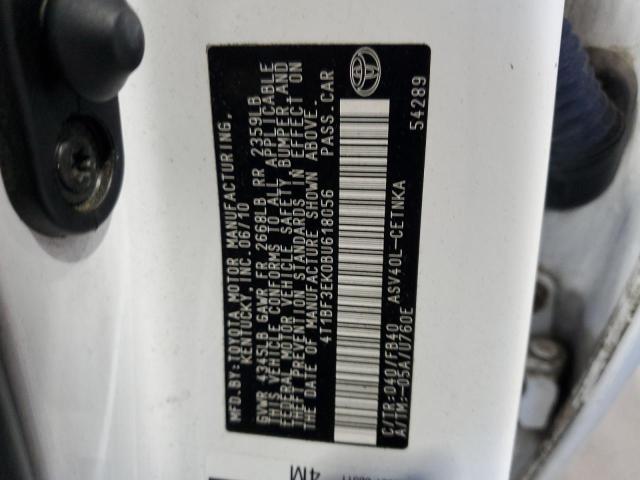 MFD.BY:TOYOTA MOTOR MANUFACTURING,
KENTUCKY,INC.06/10
GVWR 4345LB GAWR FR 2668LB RR 2359LB
THIS VEHICLE CONFORMS TO ALL APPLICABLE
FEDERAL MOTOR VEHICLE SAFETY, BUMPER AND
THEFT PREVENTION STANDARDS IN EFFECT ON
THE DATE OF MANUFACTURE SHOWN ABOVE.
4T1BF3EK0BU618056 PASS.CAR
C/TR:040/FB40 ASV40L-CETNKA
A/TM:-05A/U760E 54289
4M